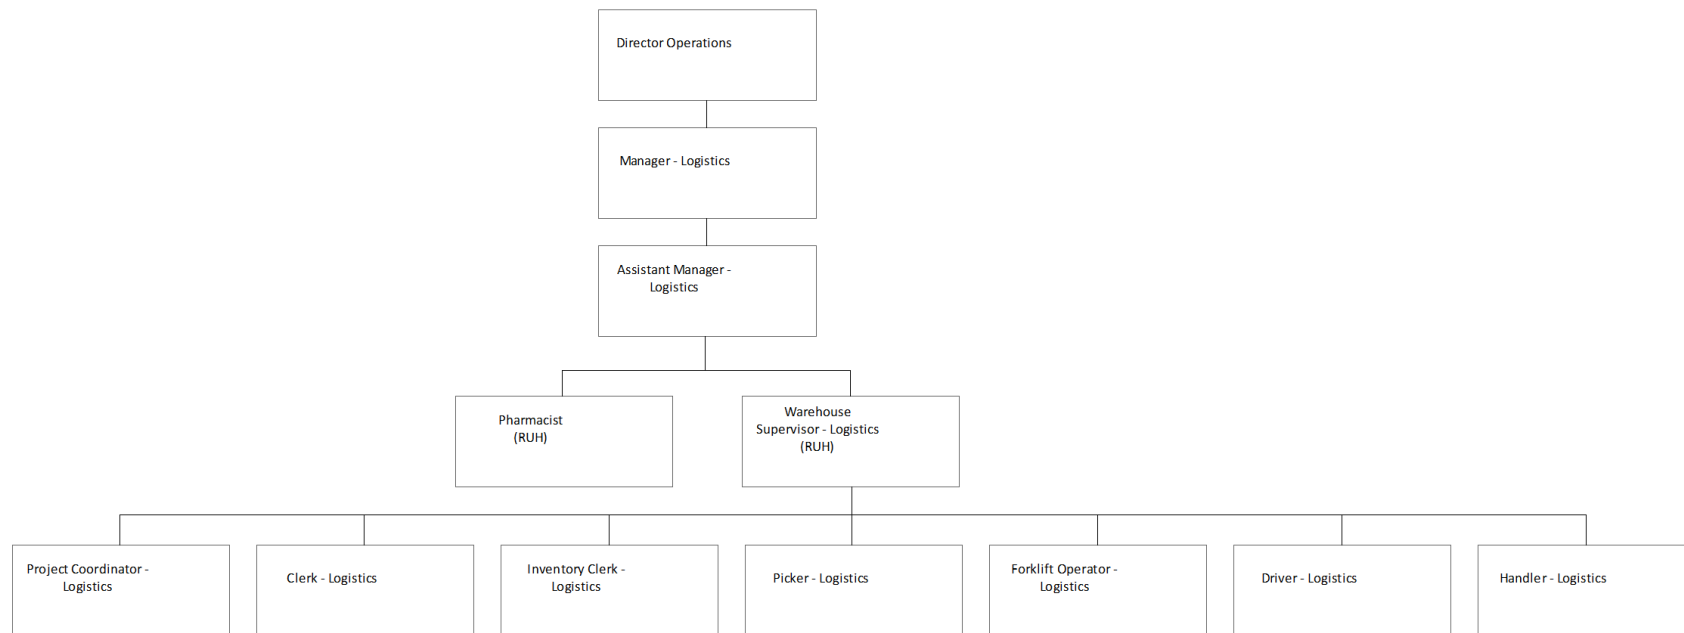 Director Operations
Manager - Logistics
Assistant Manager -
Logistics
Pharmacist
(RUH)
Warehouse
Supervisor - Logistics
(RUH)
Project Coordinator -
Logistics
Clerk - Logistics
Inventory Clerk -
Logistics
Picker - Logistics
Forklift Operator -
Logistics
Driver - Logistics
Handler - Logistics